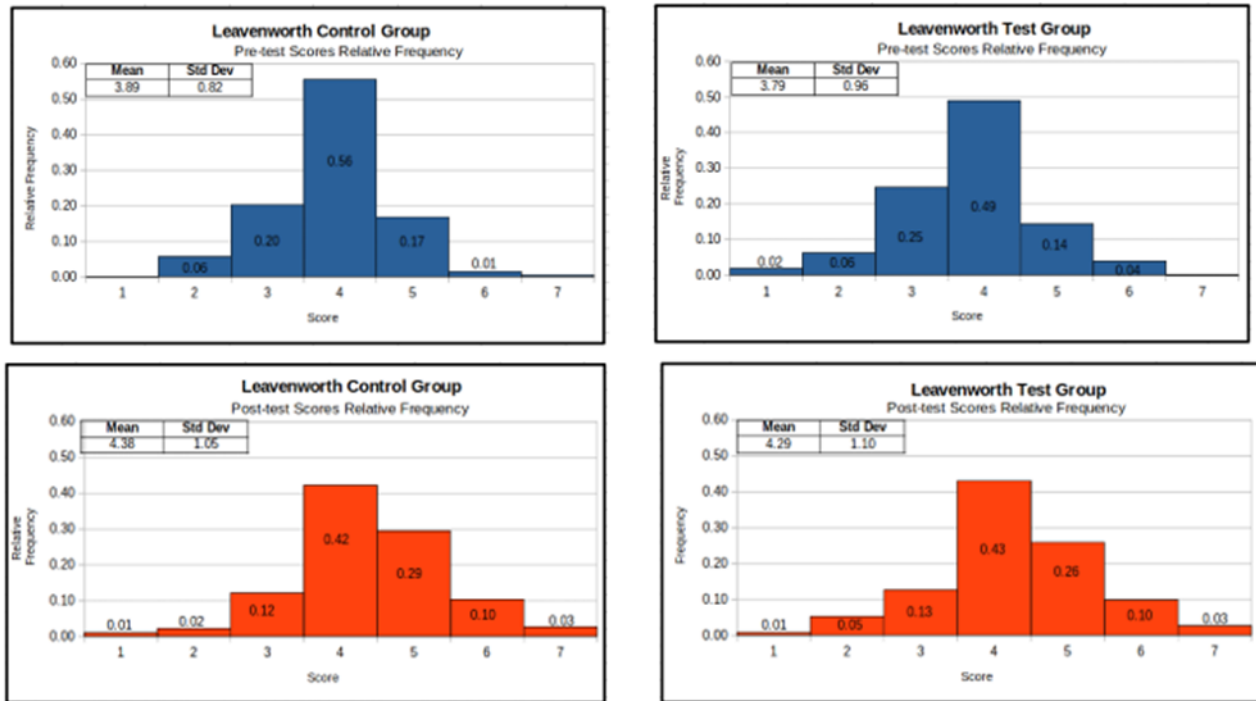 Leavenworth Control Group
Pre-test Scores Relative Frequency
Mean Std Dev
3.89 0.82
Relative Frequency
0.60
0.50
0.40
0.30
0.20
0.10
0.00
0.06
0.20
0.56
0.17
0.01
1 2 3 4 5 6 7
Score
Leavenworth Test Group
Pre-test Scores Relative Frequency
Mean Std Dev
3.79 0.96
Relative
Frequency
0.60
0.50
0.40
0.30
0.20
0.10
0.00
0.02
0.06
0.25
0.49
0.14
0.04
1 2 3 4 5 6 7
Score
Leavenworth Control Group
Post-test Scores Relative Frequency
Mean Std Dev
4.38 1.05
Relative
Frequency
0.60
0.50
0.40
0.30
0.20
0.10
0.00
0.01
0.02
0.12
0.42
0.29
0.10
0.03
1 2 3 4 5 6 7
Score
Leavenworth Test Group
Post-test Scores Relative Frequency
Mean Std Dev
4.29 1.10
Frequency
0.60
0.50
0.40
0.30
0.20
0.10
0.00
0.01
0.05
0.13
0.43
0.26
0.10
0.03
1 2 3 4 5 6 7
Score